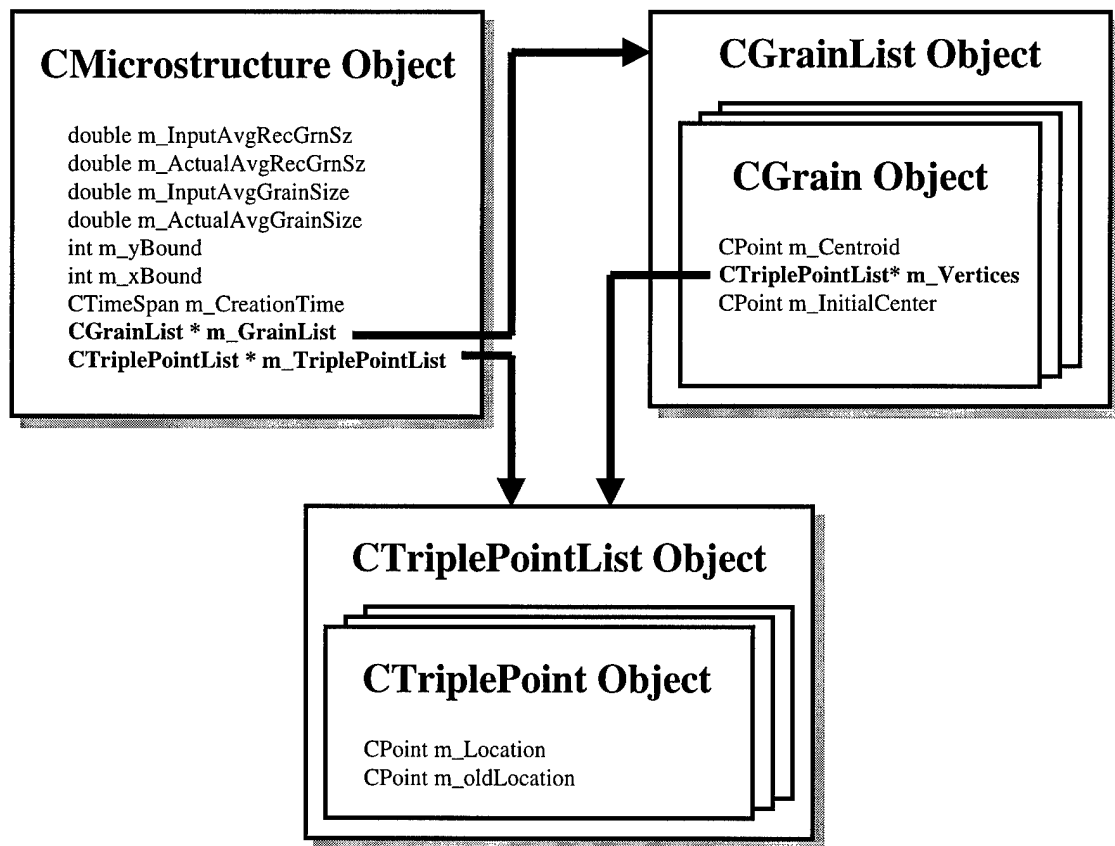 CMicrostructure Object
double m_InputAvgRecGrnSz
double m_ActualAvgRecGrnSz
double m_InputAvgGrainSize
double m_ActualAvgGrainSize
int m_yBound
int m_xBound
CTimeSpan m_CreationTime
CGrainList * m_GrainList
CTriplePointList * m_TriplePointList
CGrainList Object
CGrain Object
CPoint m_Centroid
CTriplePointList* m_Vertices
CPoint m_InitialCenter
CTriplePointList Object
CTriplePoint Object
CPoint m_Location
CPoint m_oldLocation